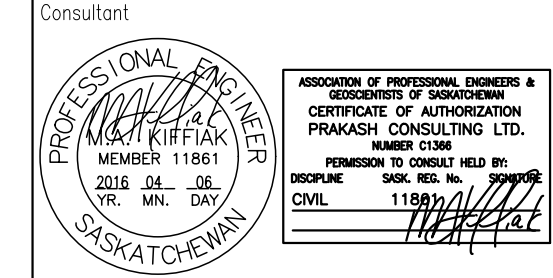 Consultant
PROFESSIONAL ENGINEER
M.A. KIFFIAK
MEMBER 11861
2016 04 06
YR. MN. DAY
SASKATCHEWAN
ASSOCIATION OF PROFESSIONAL ENGINEERS &
GEOSCIENTISTS OF SASKATCHEWAN
CERTIFICATE OF AUTHORIZATION
PRAKASH CONSULTING LTD.
NUMBER C1366
PERMISSION TO CONSULT HELD BY:
DISCIPLINE SASK. REG. No. SIGNATURE
CIVIL 11861